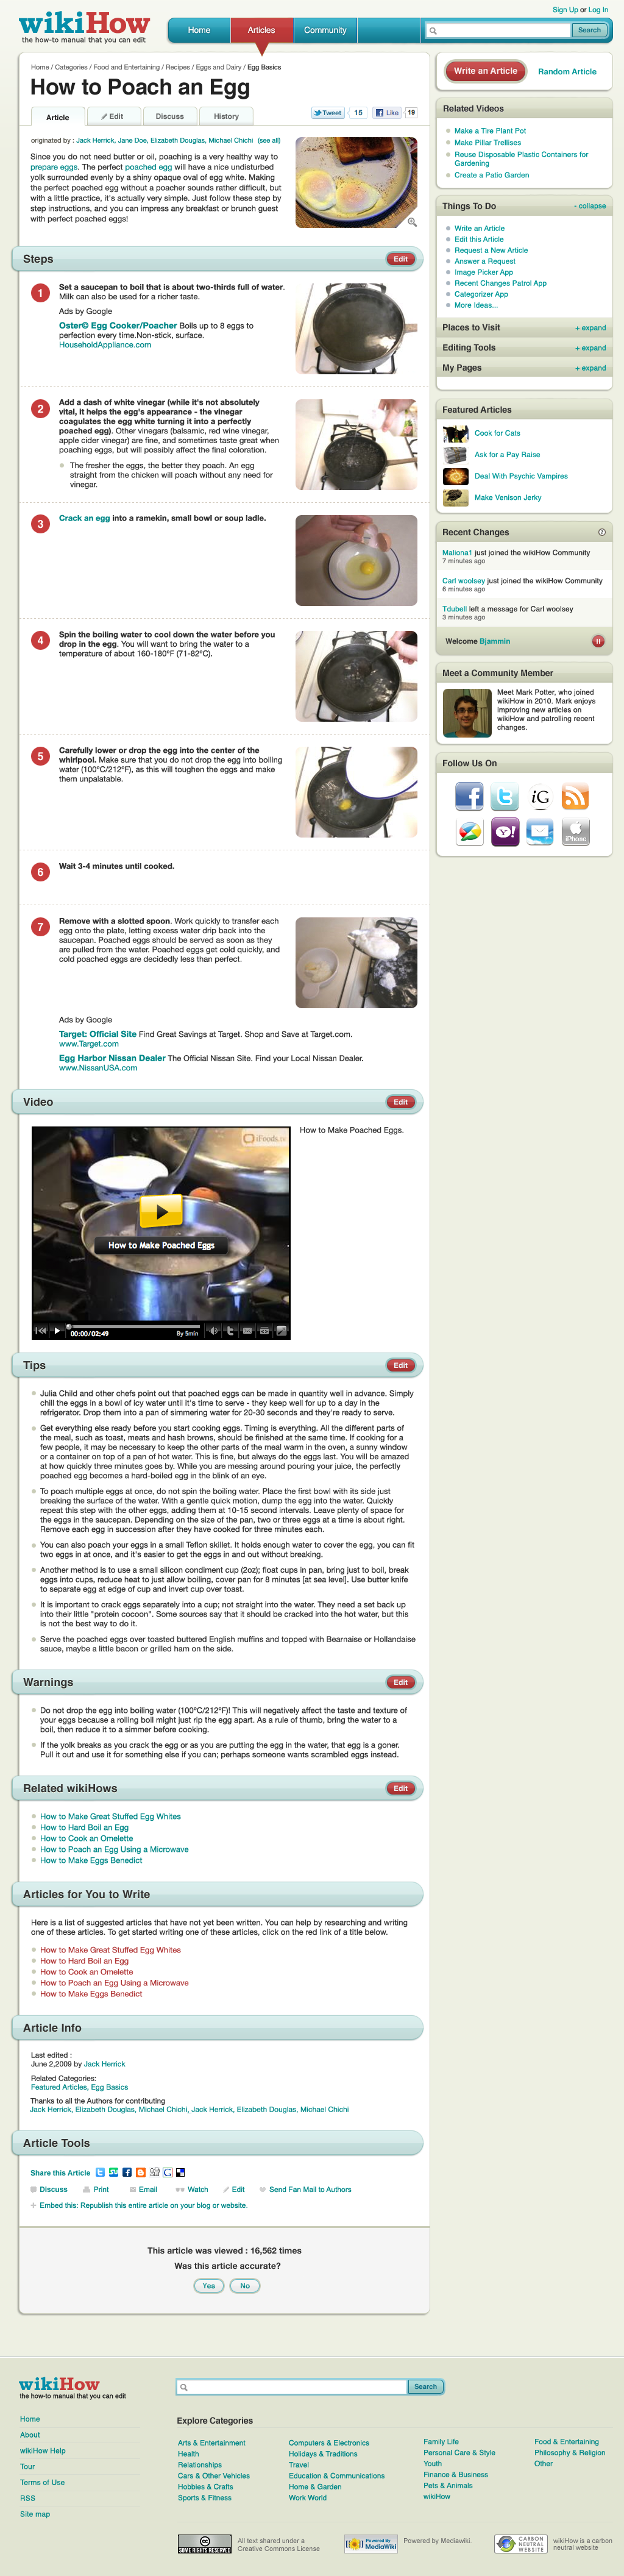 Sign Up or Log In
wikiHow
the how-to manual that you can edit
Home
Articles
Community
Search
Home / Categories / Food and Entertaining / Recipes / Eggs and Dairy / Egg Basics
How to Poach an Egg
Article
Edit
Discuss
History
Tweet
15
Like
19
originated by : Jack Herrick, Jane Doe, Elizabeth Douglas, Michael Chichi (see all)
Since you do not need butter or oil, poaching is a very healthy way to
prepare eggs. The perfect poached egg will have a nice undisturbed
yolk surrounded evenly by a shiny opaque oval of egg white. Making
the perfect poached egg without a poacher sounds rather difficult, but
with a little practice, it's actually very simple. Just follow these step by
step instructions, and you can impress any breakfast or brunch guest
with perfect poached eggs!
Steps
Edit
1
Set a saucepan to boil that is about two-thirds full of water.
Milk can also be used for a richer taste.
Ads by Google
Oster© Egg Cooker/Poacher Boils up to 8 eggs to
perfection every time.Non-stick, surface.
HouseholdAppliance.com
2
Add a dash of white vinegar (while it's not absolutely
vital, it helps the egg's appearance - the vinegar
coagulates the egg white turning it into a perfectly
poached egg). Other vinegars (balsamic, red wine vinegar,
apple cider vinegar) are fine, and sometimes taste great when
poaching eggs, but will possibly affect the final coloration.
The fresher the eggs, the better they poach. An egg
straight from the chicken will poach without any need for
vinegar.
3
Crack an egg into a ramekin, small bowl or soup ladle.
4
Spin the boiling water to cool down the water before you
drop in the egg. You will want to bring the water to a
temperature of about 160-180ºF (71-82ºC).
5
Carefully lower or drop the egg into the center of the
whirlpool. Make sure that you do not drop the egg into boiling
water (100ºC/212ºF), as this will toughen the eggs and make
them unpalatable.
6
Wait 3-4 minutes until cooked.
7
Remove with a slotted spoon. Work quickly to transfer each
egg onto the plate, letting excess water drip back into the
saucepan. Poached eggs should be served as soon as they
are pulled from the water. Poached eggs get cold quickly, and
cold poached eggs are decidedly less than perfect.
Ads by Google
Target: Official Site Find Great Savings at Target. Shop and Save at Target.com.
www.Target.com
Egg Harbor Nissan Dealer The Official Nissan Site. Find your Local Nissan Dealer.
www.NissanUSA.com
Video
Edit
iFoods.tv
How to Make Poached Eggs
00:00/02:49
By 5min
How to Make Poached Eggs.
Tips
Edit
Julia Child and other chefs point out that poached eggs can be made in quantity well in advance. Simply
chill the eggs in a bowl of icy water until it's time to serve - they keep well for up to a day in the
refrigerator. Drop them into a pan of simmering water for 20-30 seconds and they're ready to serve.
Get everything else ready before you start cooking eggs. Timing is everything. All the different parts of
the meal, such as toast, meats and hash browns, should be finished at the same time. If cooking for a
few people, it may be necessary to keep the other parts of the meal warm in the oven, a sunny window
or a container on top of a pan of hot water. This is fine, but always do the eggs last. You will be amazed
at how quickly three minutes goes by. While you are messing about pouring your juice, the perfectly
poached egg becomes a hard-boiled egg in the blink of an eye.
To poach multiple eggs at once, do not spin the boiling water. Place the first bowl with its side just
breaking the surface of the water. With a gentle quick motion, dump the egg into the water. Quickly
repeat this step with the other eggs, adding them at 10-15 second intervals. Leave plenty of space for
the eggs in the saucepan. Depending on the size of the pan, two or three eggs at a time is about right.
Remove each egg in succession after they have cooked for three minutes each.
You can also poach your eggs in a small Teflon skillet. It holds enough water to cover the egg, you can fit
two eggs in at once, and it's easier to get the eggs in and out without breaking.
Another method is to use a small silicon condiment cup (2oz); float cups in pan, bring just to boil, break
eggs into cups, reduce heat to just allow boiling, cover pan for 8 minutes [at sea level]. Use butter knife
to separate egg at edge of cup and invert cup over toast.
It is important to crack eggs separately into a cup; not straight into the water. They need a set back up
into their little "protein cocoon". Some sources say that it should be cracked into the hot water, but this
is not the best way to do it.
Serve the poached eggs over toasted buttered English muffins and topped with Bearnaise or Hollandaise
sauce, maybe a little bacon or grilled ham on the side.
Warnings
Edit
Do not drop the egg into boiling water (100ºC/212ºF)! This will negatively affect the taste and texture of
your eggs because a rolling boil might just rip the egg apart. As a rule of thumb, bring the water to a
boil, then reduce it to a simmer before cooking.
If the yolk breaks as you crack the egg or as you are putting the egg in the water, that egg is a goner.
Pull it out and use it for something else if you can; perhaps someone wants scrambled eggs instead.
Related wikiHows
Edit
How to Make Great Stuffed Egg Whites
How to Hard Boil an Egg
How to Cook an Omelette
How to Poach an Egg Using a Microwave
How to Make Eggs Benedict
Articles for You to Write
Here is a list of suggested articles that have not yet been written. You can help by researching and writing
one of these articles. To get started writing one of these articles, click on the red link of a title below.
How to Make Great Stuffed Egg Whites
How to Hard Boil an Egg
How to Cook an Omelette
How to Poach an Egg Using a Microwave
How to Make Eggs Benedict
Article Info
Last edited :
June 2,2009 by Jack Herrick
Related Categories:
Featured Articles, Egg Basics
Thanks to all the Authors for contributing
Jack Herrick, Elizabeth Douglas, Michael Chichi, Jack Herrick, Elizabeth Douglas, Michael Chichi
Article Tools
Share this Article
Discuss
Print
Email
Watch
Edit
Send Fan Mail to Authors
Embed this: Republish this entire article on your blog or website.
This article was viewed : 16,562 times
Was this article accurate?
Yes
No
Write an Article
Random Article
Related Videos
Make a Tire Plant Pot
Make Pillar Trellises
Reuse Disposable Plastic Containers for
Gardening
Create a Patio Garden
Things To Do
- collapse
Write an Article
Edit this Article
Request a New Article
Answer a Request
Image Picker App
Recent Changes Patrol App
Categorizer App
More Ideas...
Places to Visit
+ expand
Editing Tools
+ expand
My Pages
+ expand
Featured Articles
Cook for Cats
Ask for a Pay Raise
Deal With Psychic Vampires
Make Venison Jerky
Recent Changes
Maliona1 just joined the wikiHow Community
7 minutes ago
Carl woolsey just joined the wikiHow Community
6 minutes ago
Tdubell left a message for Carl woolsey
3 minutes ago
Welcome Bjammin
Meet a Community Member
Meet Mark Potter, who joined
wikiHow in 2010. Mark enjoys
improving new articles on
wikiHow and patrolling recent
changes.
Follow Us On
iG
Y!
iPhone
wikiHow
the how-to manual that you can edit
Search
Home
About
wikiHow Help
Tour
Terms of Use
RSS
Site map
Explore Categories
Arts & Entertainment
Health
Relationships
Cars & Other Vehicles
Hobbies & Crafts
Sports & Fitness
Computers & Electronics
Holidays & Traditions
Travel
Education & Communications
Home & Garden
Work World
Family Life
Personal Care & Style
Youth
Finance & Business
Pets & Animals
wikiHow
Food & Entertaining
Philosophy & Religion
Other
cc
SOME RIGHTS RESERVED
All text shared under a
Creative Commons License
Powered By
MediaWiki
Powered by Mediawiki.
CARBON
NEUTRAL
WEBSITE
wikiHow is a carbon
neutral website